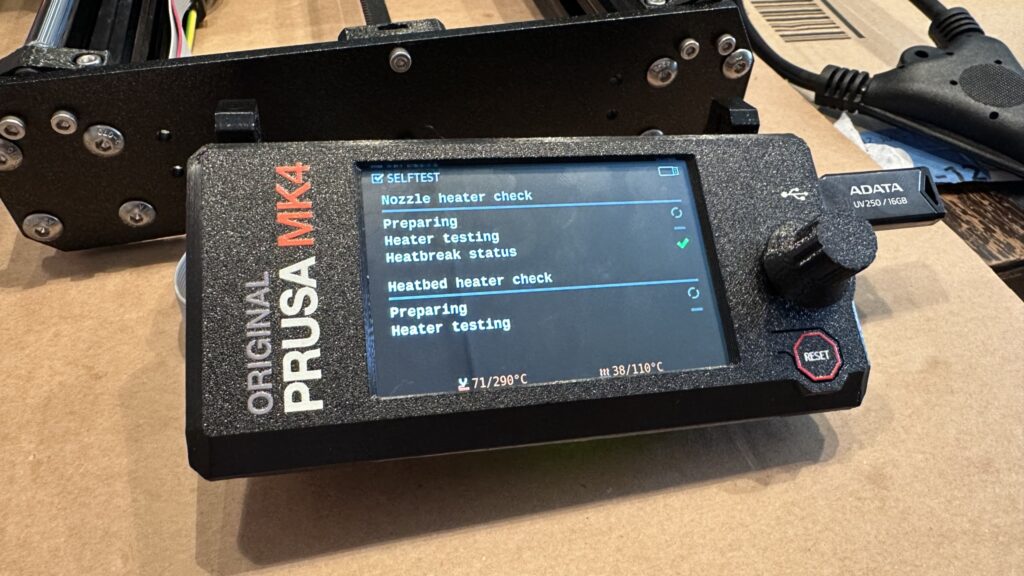 ORIGINAL
PRUSA MK4
SELFTEST
Nozzle heater check
Preparing
Heater testing
Heatbreak status
Heatbed heater check
Preparing
Heater testing
71/290°C
38/110°C
ADATA
UV250 / 16GB
RESET